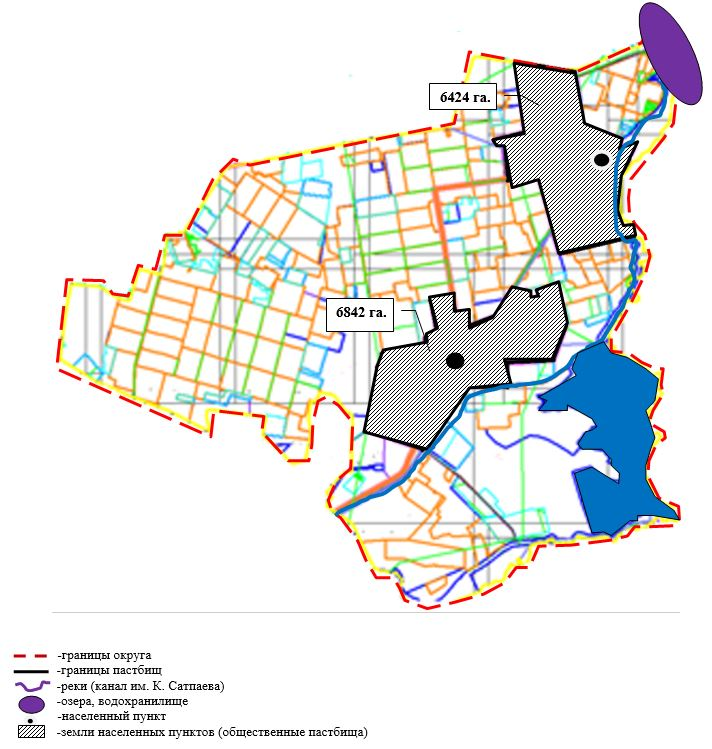 6424 га.
6842 га.
-границы округа
-границы пастбищ
-реки (канал им. К. Сатпаева)
-озера, водохранилище
-населенный пункт
-земли населенных пунктов (общественные пастбища)